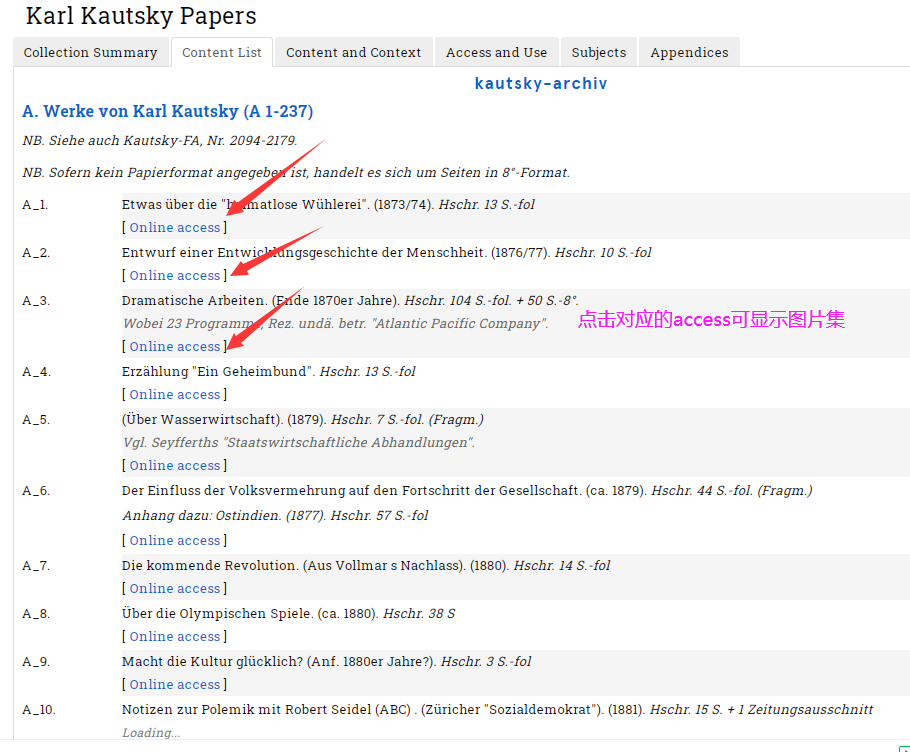 Karl Kautsky Papers
Collection Summary Content List Content and Context Access and Use Subjects Appendices
kautsky-archiv
A. Werke von Karl Kautsky (A 1-237)
NB. Siehe auch Kautsky-FA, Nr. 2094-2179.
NB. Sofern kein Papierformat angegeben ist, handelt es sich um Seiten in 8°-Format.
A_1. Etwas über die "heimatlose Wühlerei". (1873/74). Hschr. 13 S.-fol
[ Online access ]
A_2. Entwurf einer Entwicklungsgeschichte der Menschheit. (1876/77). Hschr. 10 S.-fol
[ Online access ]
A_3. Dramatische Arbeiten. (Ende 1870er Jahre). Hschr. 104 S.-fol. + 50 S.-8°.
Wobei 23 Programme, Rez. undä. betr. "Atlantic Pacific Company".
点击对应的access可显示图片集
[ Online access ]
A_4. Erzählung "Ein Geheimbund". Hschr. 13 S.-fol
[ Online access ]
A_5. (Über Wasserwirtschaft). (1879). Hschr. 7 S.-fol. (Fragm.)
Vgl. Seyfferths "Staatswirtschaftliche Abhandlungen".
[ Online access ]
A_6. Der Einfluss der Volksvermehrung auf den Fortschritt der Gesellschaft. (ca. 1879). Hschr. 44 S.-fol. (Fragm.)
Anhang dazu: Ostindien. (1877). Hschr. 57 S.-fol
[ Online access ]
A_7. Die kommende Revolution. (Aus Vollmar s Nachlass). (1880). Hschr. 14 S.-fol
[ Online access ]
A_8. Über die Olympischen Spiele. (ca. 1880). Hschr. 38 S
[ Online access ]
A_9. Macht die Kultur glücklich? (Anf. 1880er Jahre?). Hschr. 3 S.-fol
[ Online access ]
A_10. Notizen zur Polemik mit Robert Seidel (ABC) . (Züricher "Sozialdemokrat"). (1881). Hschr. 15 S. + 1 Zeitungsausschnitt
Loading...